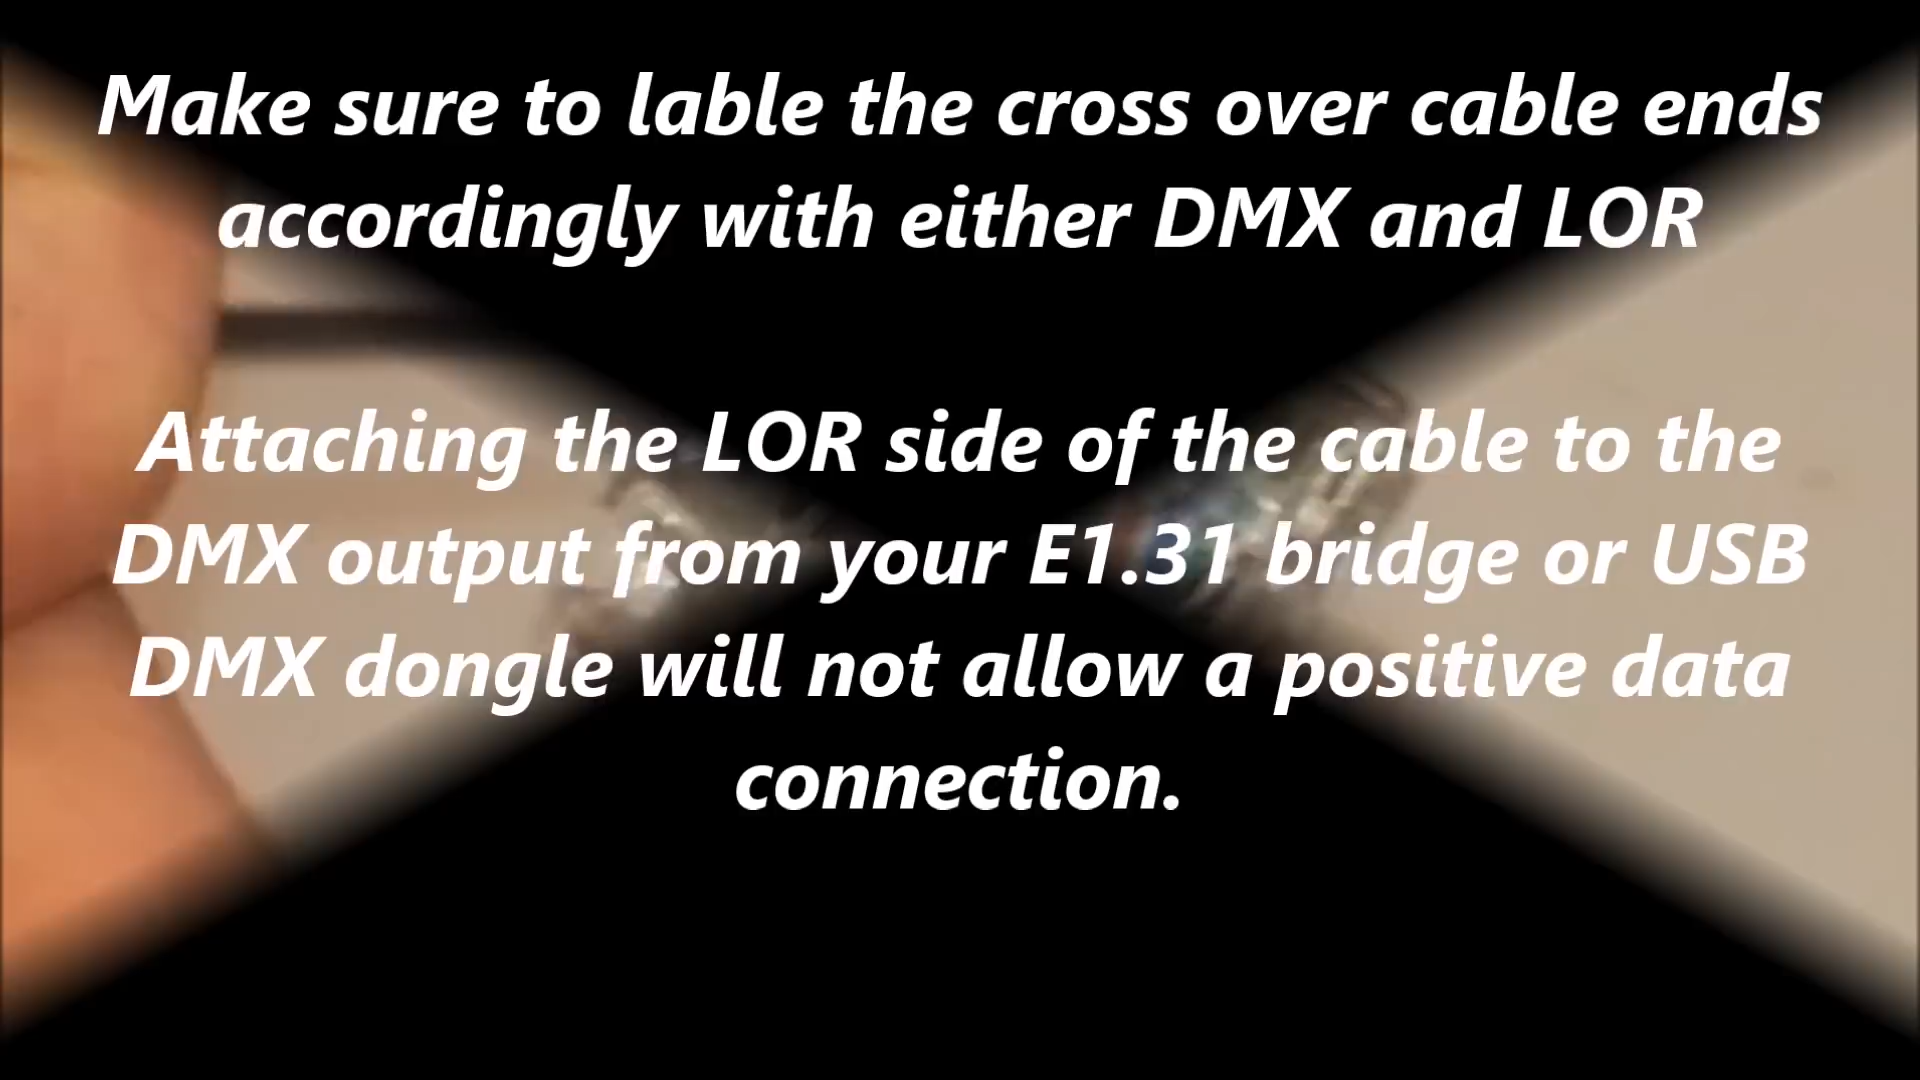 Make sure to lable the cross over cable ends
accordingly with either DMX and LOR
Attaching the LOR side of the cable to the
DMX output from your E1.31 bridge or USB
DMX dongle will not allow a positive data
connection.